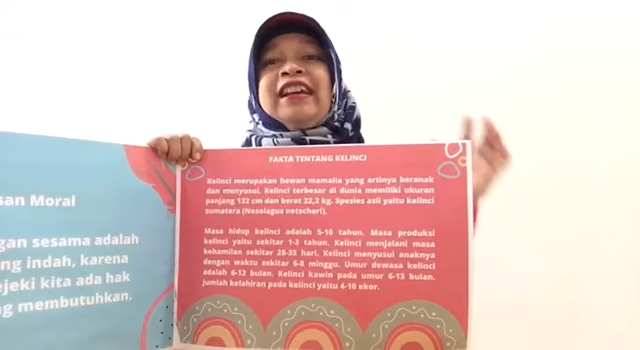 san Moral
gan sesama adalah
ng indah, karena
ejeki kita ada hak
g membutuhkan.
FAKTA TENTANG KELINCI
Kelinci merupakan hewan mamalia yang artinya beranak
dan menyusui. Kelinci terbesar di dunia memiliki ukuran
panjang 132 cm dan berat 22,2 kg. Spesies asli yaitu kelinci
sumatera (Nesolagus netscheri).
Masa hidup kelinci adalah 5-10 tahun. Masa produksi
kelinci yaitu sekitar 1-3 tahun. Kelinci menjalani masa
kehamilan sekitar 28-35 hari. Kelinci menyusui anaknya
dengan waktu sekitar 6-8 minggu. Umur dewasa kelinci
adalah 6-12 bulan. Kelinci kawin pada umur 6-12 bulan.
Jumlah kelahiran pada kelinci yaitu 4-10 ekor.